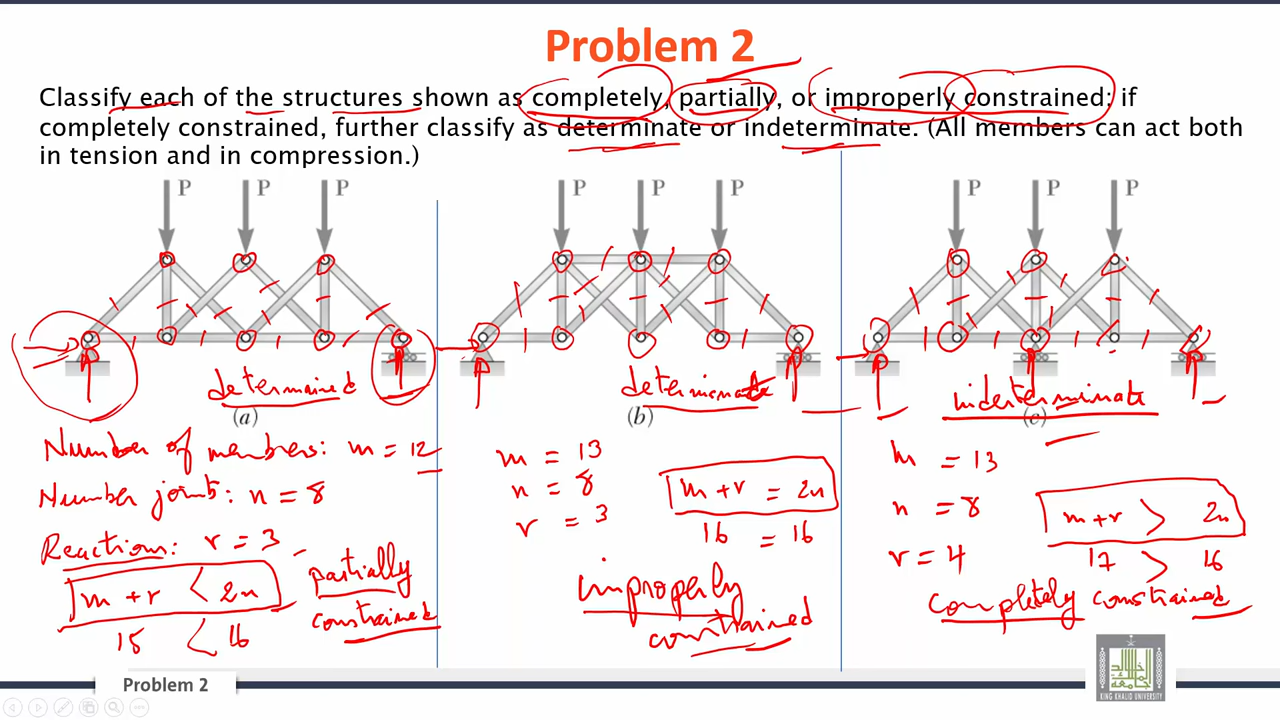 Problem 2
Classify each of the structures shown as completely, partially, or improperly constrained; if
completely constrained, further classify as determinate or indeterminate. (All members can act both
in tension and in compression.)
P P P
P P P
P P P
determained
(a)
determinate
(b)
inderterminate
(c)
Number of members: m = 12
Number joints: n = 8
Reactions: r = 3
m + r < 2n
15 < 16
partially
constrained
m = 13
n = 8
r = 3
m + r = 2n
16 = 16
improperly
constrained
m = 13
n = 8
r = 4
m + r > 2n
17 > 16
completely constrained
Problem 2
KING KHALID UNIVERSITY